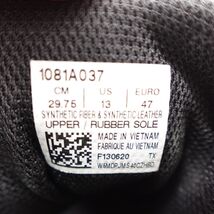 1081A037
CM US EURO
29.75 13 47
SYNTHETIC FIBER & SYNTHETIC LEATHER
UPPER / RUBBER SOLE
MADE IN VIETNAM
FABRIQUE AU VIETNAM
F130620 TX